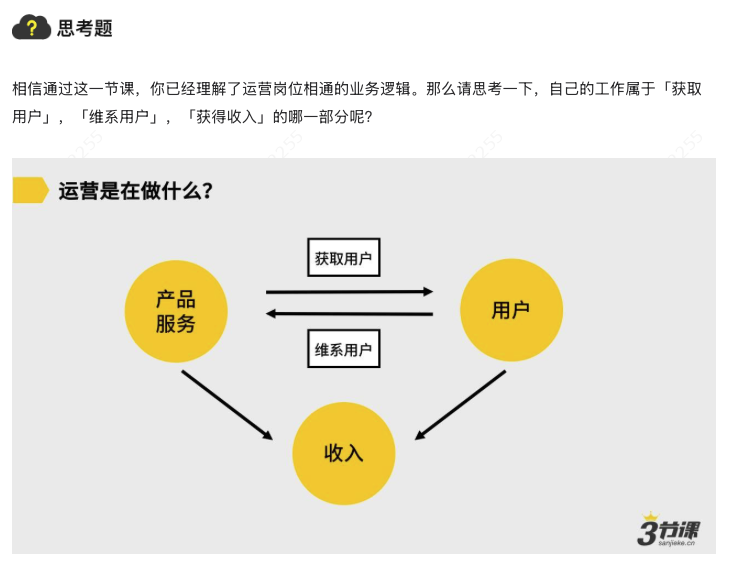 思考题
相信通过这一节课，你已经理解了运营岗位相通的业务逻辑。那么请思考一下，自己的工作属于「获取
用户」，「维系用户」，「获得收入」的哪一部分呢？
运营是在做什么？
获取用户
产品
服务
用户
维系用户
收入
3节课
sanjieke.cn